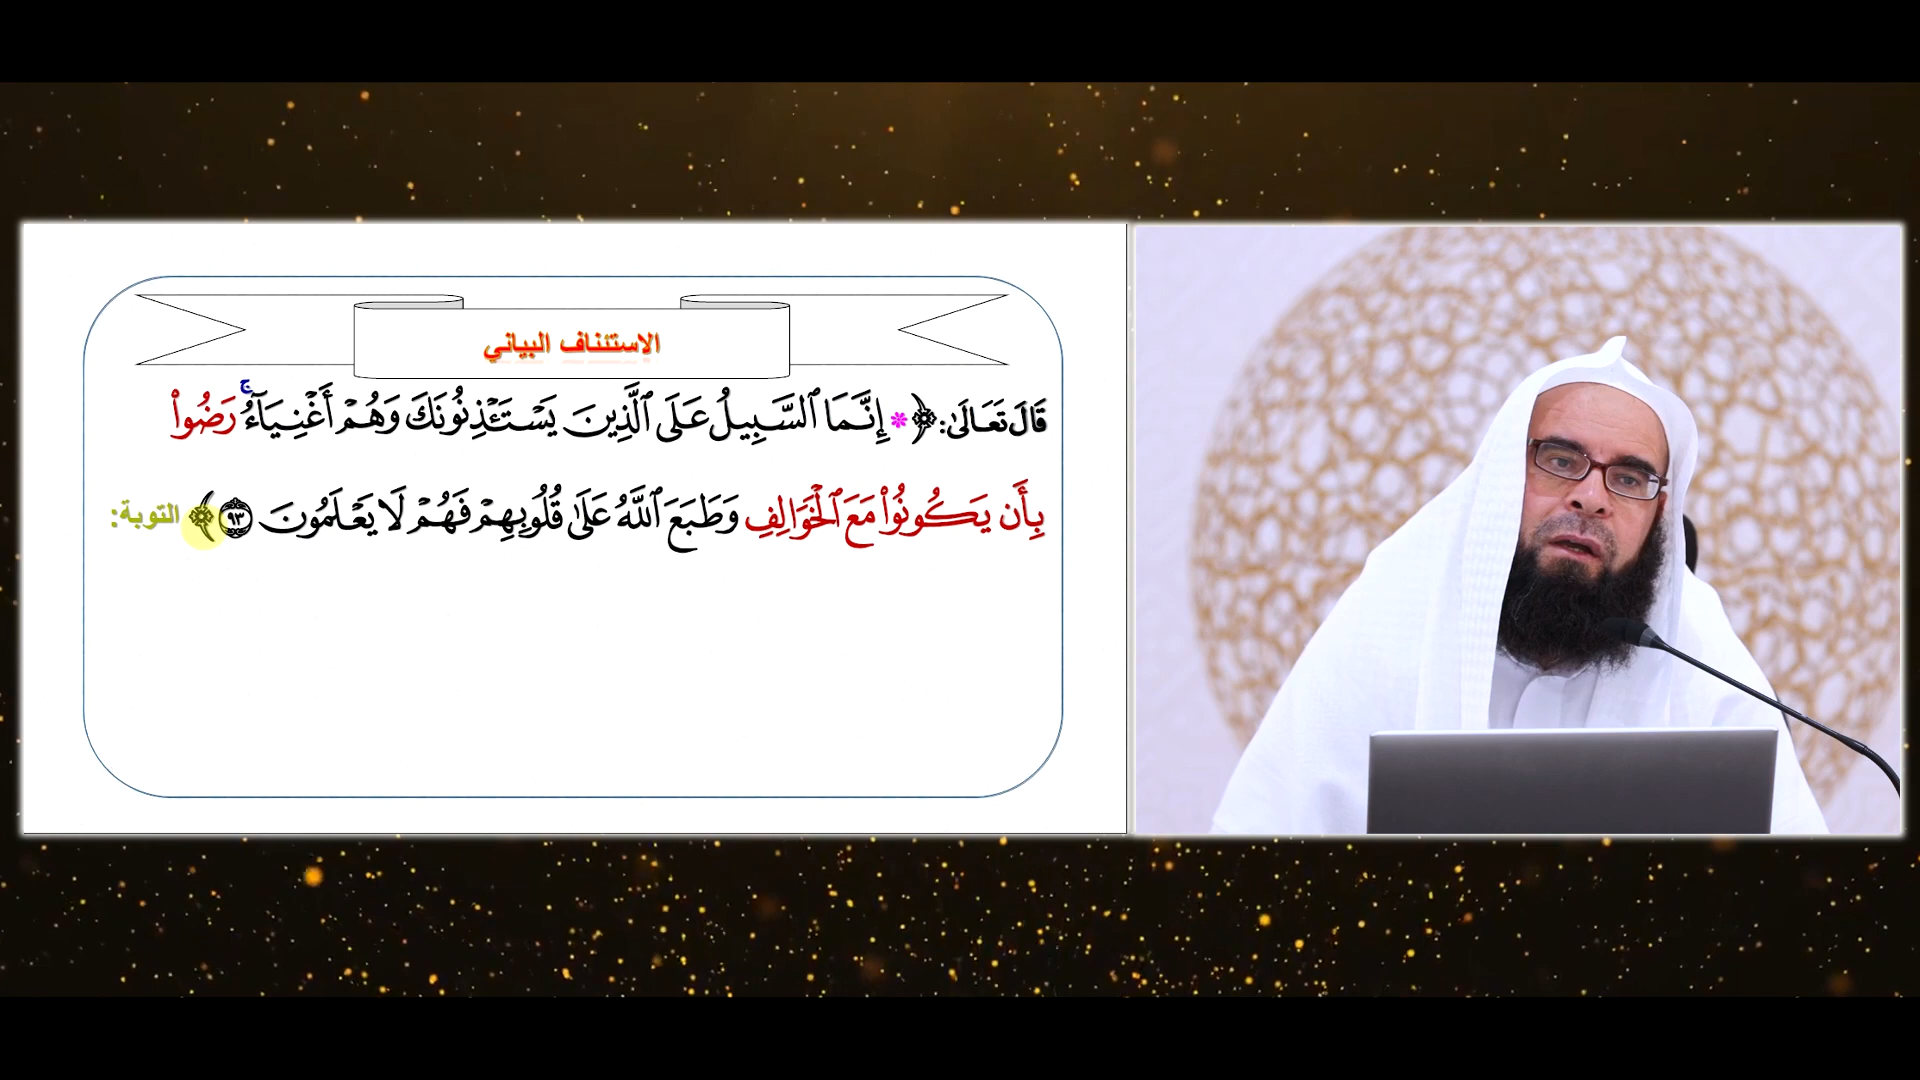 الاستئناف البياني
قَالَ تَعَالَىٰ: ﴿ * إِنَّمَا ٱلسَّبِيلُ عَلَى ٱلَّذِينَ يَسْتَـْٔذِنُونَكَ وَهُمْ أَغْنِيَآءُ ۚ رَضُوا۟
بِأَن يَكُونُوا۟ مَعَ ٱلْخَوَالِفِ وَطَبَعَ ٱللَّهُ عَلَىٰ قُلُوبِهِمْ فَهُمْ لَا يَعْلَمُونَ ٩٣ ﴾ التوبة: